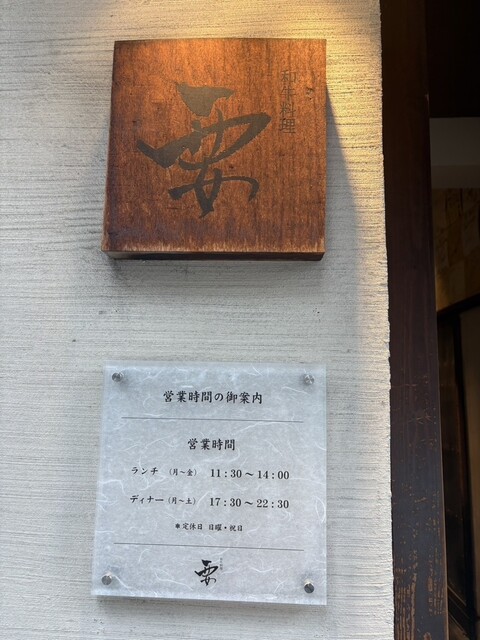 和牛料理
要
営業時間の御案内
営業時間
ランチ （月〜金） 11:30〜14:00
ディナー（月〜土） 17:30〜22:30
＊定休日 日曜・祝日
要